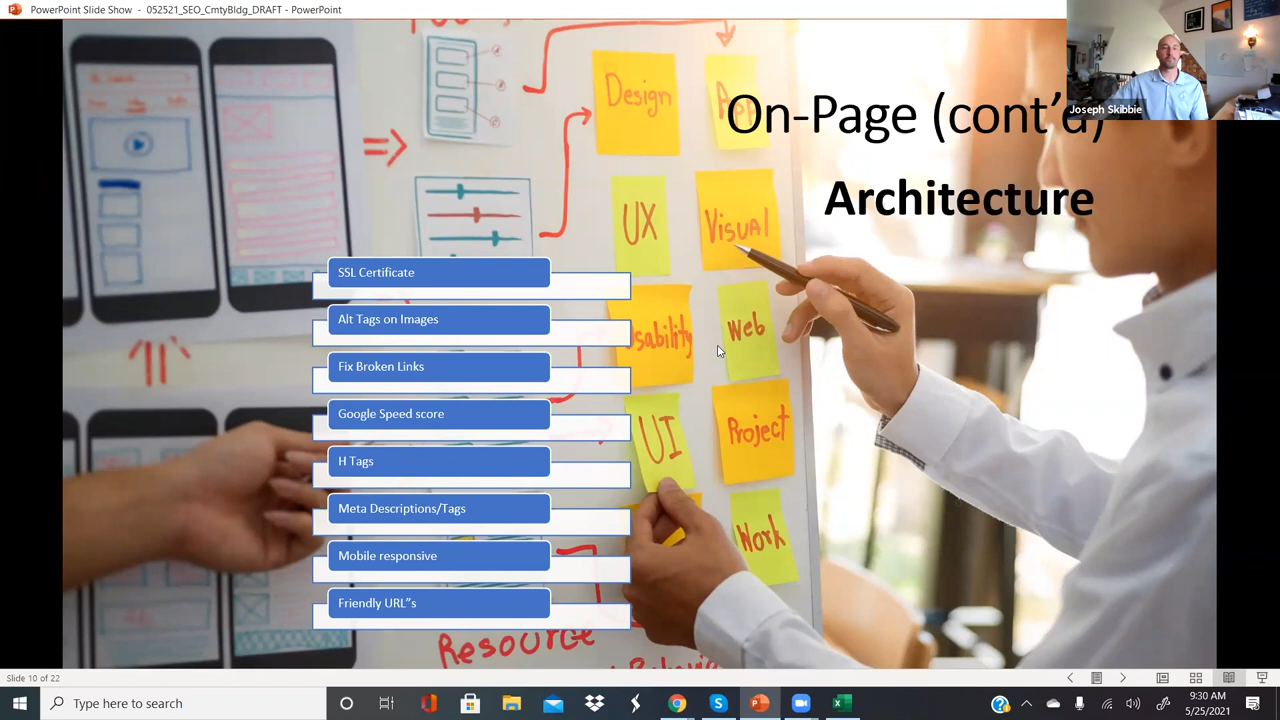 PowerPoint Slide Show - 052521_SEO_CmtyBldg_DRAFT - PowerPoint
Joseph Skibbie
On-Page (cont’d)
Architecture
Design
App
UX
Visual
Usability
Web
UI
Project
Work
Resource
SSL Certificate
Alt Tags on Images
Fix Broken Links
Google Speed score
H Tags
Meta Descriptions/Tags
Mobile responsive
Friendly URL”s
Slide 10 of 22
Type here to search
9:30 AM
5/25/2021